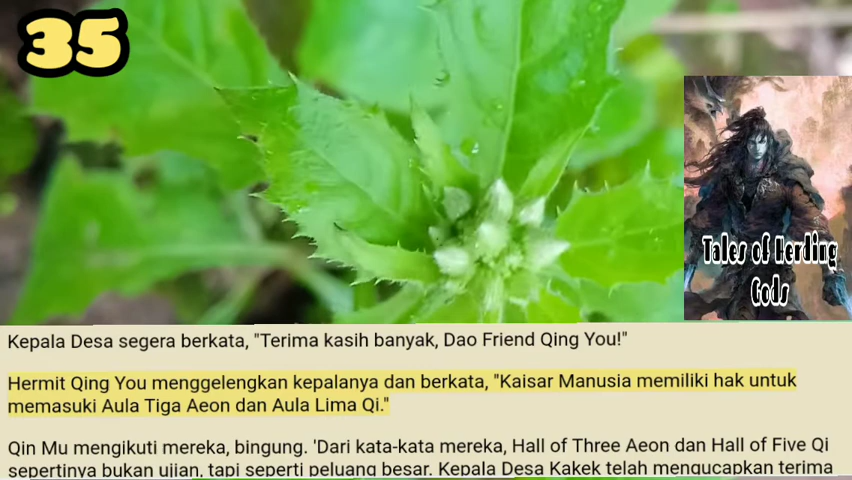 35
Tales of Herding
Gods
Kepala Desa segera berkata, "Terima kasih banyak, Dao Friend Qing You!"
Hermit Qing You menggelengkan kepalanya dan berkata, "Kaisar Manusia memiliki hak untuk
memasuki Aula Tiga Aeon dan Aula Lima Qi."
Qin Mu mengikuti mereka, bingung. 'Dari kata-kata mereka, Hall of Three Aeon dan Hall of Five Qi
sepertinya bukan ujian, tapi seperti peluang besar. Kepala Desa Kakek telah mengucapkan terima